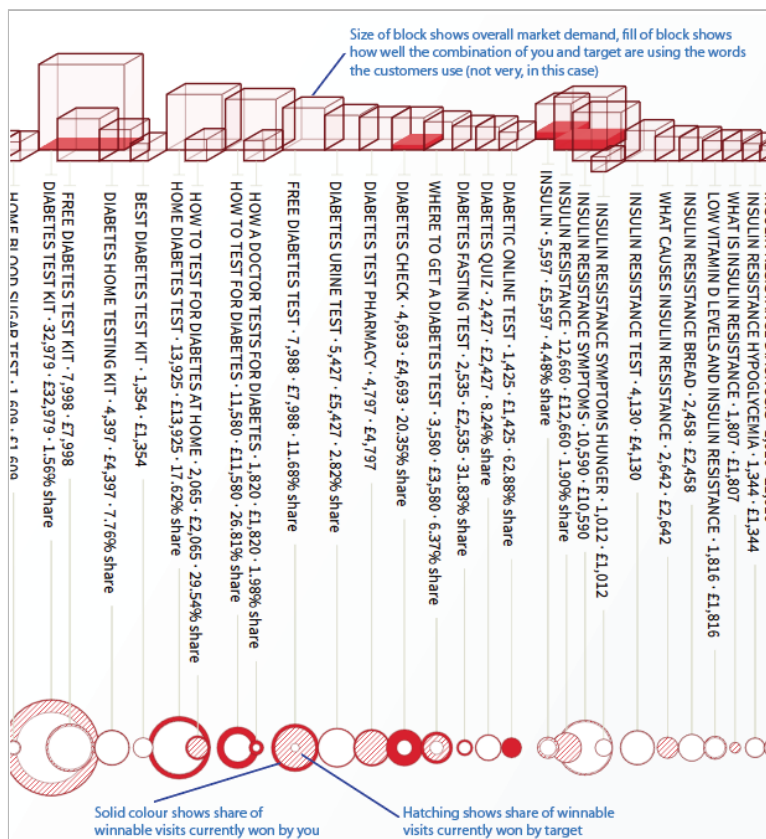 Size of block shows overall market demand, fill of block shows
how well the combination of you and target are using the words
the customers use (not very, in this case)
HOME BLOOD SUGAR TEST · 1,609 · £1,609
DIABETES TEST KIT · 32,979 · £32,979 · 1.56% share
FREE DIABETES TEST KIT · 7,998 · £7,998
DIABETES HOME TESTING KIT · 4,397 · £4,397 · 7.76% share
BEST DIABETES TEST KIT · 1,354 · £1,354
HOME DIABETES TEST · 13,925 · £13,925 · 17.62% share
HOW TO TEST FOR DIABETES AT HOME · 2,065 · £2,065 · 29.54% share
HOW TO TEST FOR DIABETES · 11,580 · £11,580 · 26.81% share
HOW A DOCTOR TESTS FOR DIABETES · 1,820 · £1,820 · 1.98% share
FREE DIABETES TEST · 7,988 · £7,988 · 11.68% share
DIABETES URINE TEST · 5,427 · £5,427 · 2.82% share
DIABETES TEST PHARMACY · 4,797 · £4,797
DIABETES CHECK · 4,693 · £4,693 · 20.35% share
WHERE TO GET A DIABETES TEST · 3,580 · £3,580 · 6.37% share
DIABETES FASTING TEST · 2,535 · £2,535 · 31.83% share
DIABETES QUIZ · 2,427 · £2,427 · 8.24% share
DIABETIC ONLINE TEST · 1,425 · £1,425 · 62.88% share
INSULIN · 5,597 · £5,597 · 4.48% share
INSULIN RESISTANCE · 12,660 · £12,660 · 1.90% share
INSULIN RESISTANCE SYMPTOMS · 10,590 · £10,590
INSULIN RESISTANCE SYMPTOMS HUNGER · 1,012 · £1,012
INSULIN RESISTANCE TEST · 4,130 · £4,130
WHAT CAUSES INSULIN RESISTANCE · 2,642 · £2,642
INSULIN RESISTANCE BREAD · 2,458 · £2,458
LOW VITAMIN D LEVELS AND INSULIN RESISTANCE · 1,816 · £1,816
WHAT IS INSULIN RESISTANCE · 1,807 · £1,807
INSULIN RESISTANCE HYPOGLYCEMIA · 1,344 · £1,344
Solid colour shows share of
winnable visits currently won by you
Hatching shows share of winnable
visits currently won by target